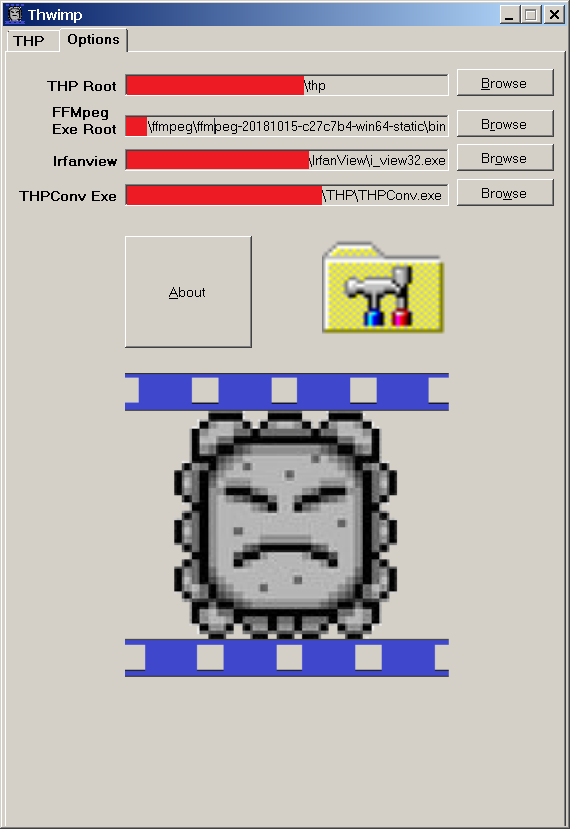 Thwimp
THP Options
THP Root \thp Browse
FFMpeg
Exe Root \ffmpeg\ffmpeg-20181015-c27c7b4-win64-static\bin Browse
Irfanview \IrfanView\i_view32.exe Browse
THPConv Exe \THP\THPConv.exe Browse
About